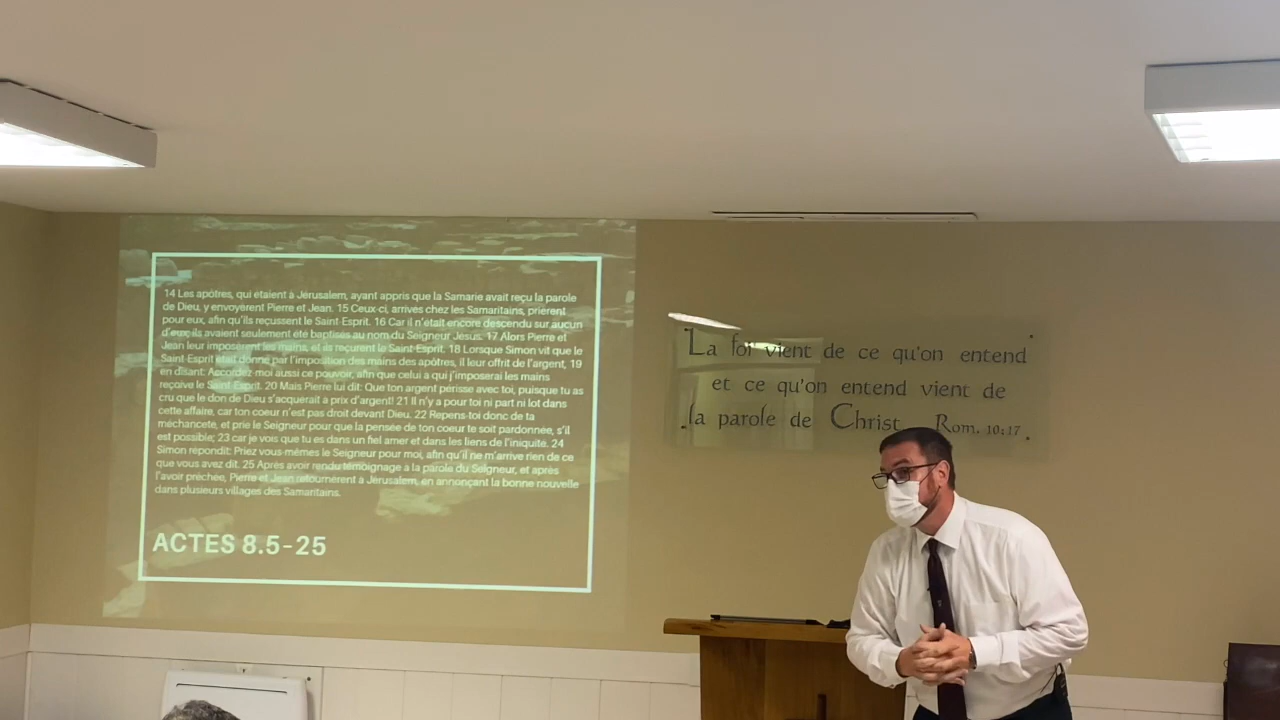 14 Les apôtres, qui étaient à Jérusalem, ayant appris que la Samarie avait reçu la parole
de Dieu, y envoyèrent Pierre et Jean. 15 Ceux-ci, arrivés chez les Samaritains, prièrent
pour eux, afin qu'ils reçussent le Saint-Esprit. 16 Car il n'était encore descendu sur aucun
d'eux; ils avaient seulement été baptisés au nom du Seigneur Jésus. 17 Alors Pierre et
Jean leur imposèrent les mains, et ils reçurent le Saint-Esprit. 18 Lorsque Simon vit que le
Saint-Esprit était donné par l'imposition des mains des apôtres, il leur offrit de l'argent, 19
en disant: Accordez-moi aussi ce pouvoir, afin que celui à qui j'imposerai les mains
reçoive le Saint-Esprit. 20 Mais Pierre lui dit: Que ton argent périsse avec toi, puisque tu as
cru que le don de Dieu s'acquérait à prix d'argent! 21 Il n'y a pour toi ni part ni lot dans
cette affaire, car ton coeur n'est pas droit devant Dieu. 22 Repens-toi donc de ta
méchanceté, et prie le Seigneur pour que la pensée de ton coeur te soit pardonnée, s'il
est possible; 23 car je vois que tu es dans un fiel amer et dans les liens de l'iniquité. 24
Simon répondit: Priez vous-mêmes le Seigneur pour moi, afin qu'il ne m'arrive rien de ce
que vous avez dit. 25 Après avoir rendu témoignage à la parole du Seigneur, et après
l'avoir prêchée, Pierre et Jean retournèrent à Jérusalem, en annonçant la bonne nouvelle
dans plusieurs villages des Samaritains.
ACTES 8.5-25
La foi vient de ce qu'on entend
et ce qu'on entend vient de
la parole de Christ Rom. 10:17